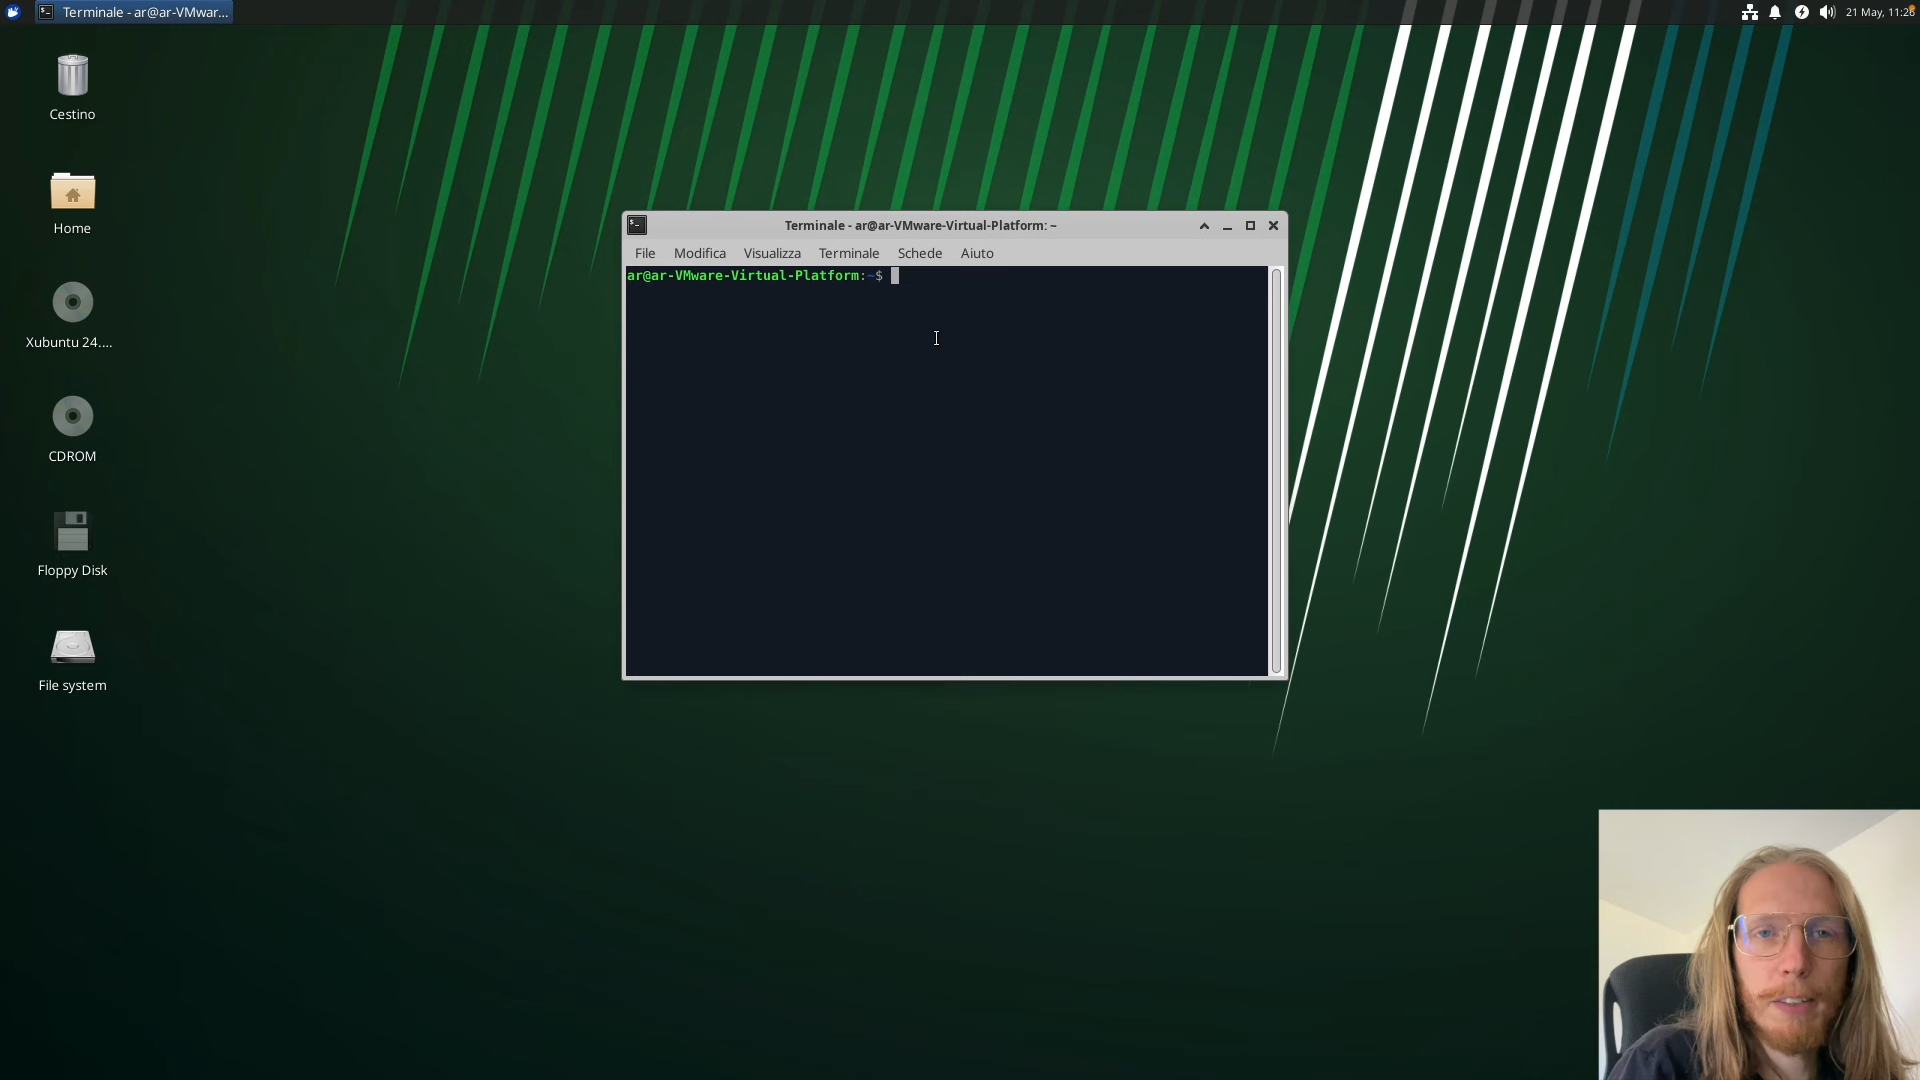 Terminale - ar@ar-VMwar...
21 May, 11:26
Cestino
Home
Xubuntu 24....
CDROM
Floppy Disk
File system
Terminale - ar@ar-VMware-Virtual-Platform: ~
File Modifica Visualizza Terminale Schede Aiuto
ar@ar-VMware-Virtual-Platform:~$